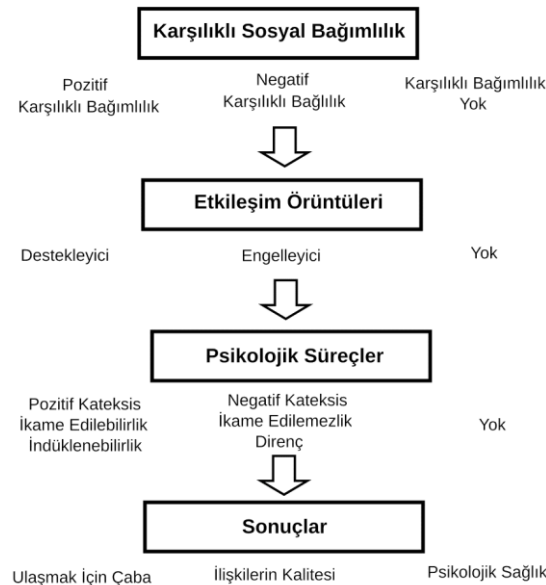 Karşılıklı Sosyal Bağımlılık
Pozitif
Karşılıklı Bağımlılık
Negatif
Karşılıklı Bağlılık
Karşılıklı Bağımlılık
Yok
Etkileşim Örüntüleri
Destekleyici
Engelleyici
Yok
Psikolojik Süreçler
Pozitif Kateksis
İkame Edilebilirlik
İndüklenebilirlik
Negatif Kateksis
İkame Edilemezlik
Direnç
Yok
Sonuçlar
Ulaşmak İçin Çaba
İlişkilerin Kalitesi
Psikolojik Sağlık